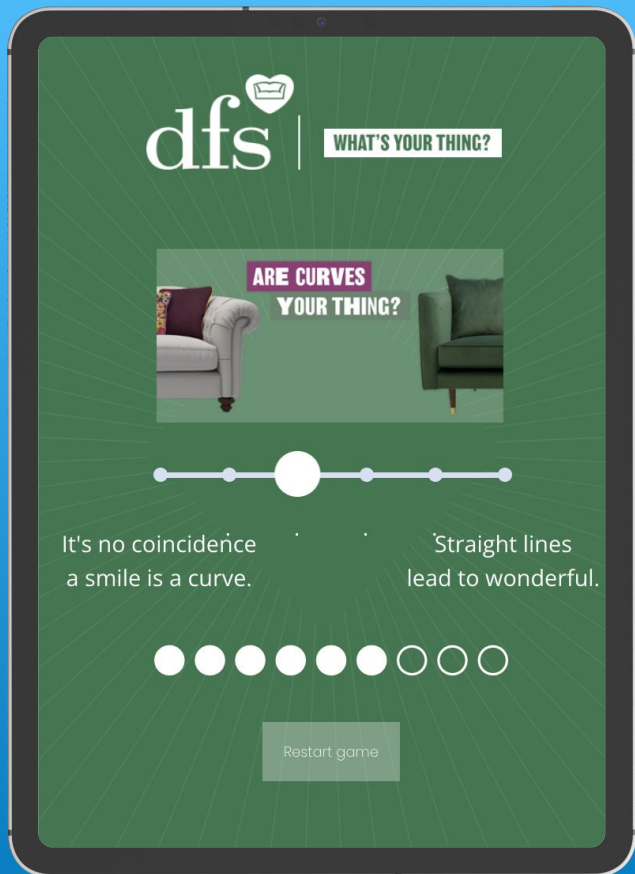 dfs
WHAT'S YOUR THING?
ARE CURVES
YOUR THING?
It's no coincidence
a smile is a curve.
Straight lines
lead to wonderful.
Restart game